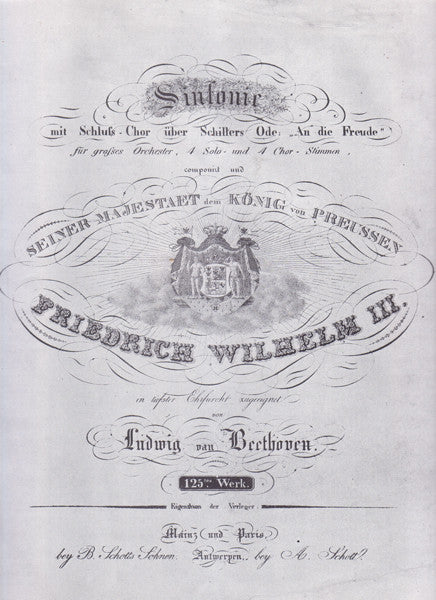 Sinfonie
mit Schluſs-Chor über Schillers Ode: „An die Freude"
für groſses Orchester, 4 Solo- und 4 Chor-Stimmen,
componirt und
SEINER MAJESTAET dem KÖNIG von PREUSSEN
FRIEDRICH WILHELM III.
in tiefster Ehrfurcht zugeeignet
von
Ludwig van Beethoven.
125tes Werk.
Eigenthum der Verleger
Mainz und Paris,
bey B. Schotts Söhnen. Antwerpen, bey A. Schott.